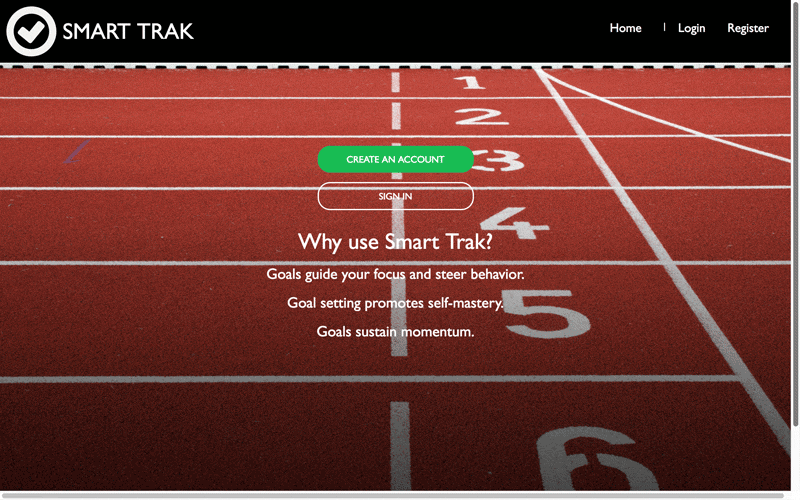 SMART TRAK
Home | Login Register
1
2
3
4
5
6
CREATE AN ACCOUNT
SIGN IN
Why use Smart Trak?
Goals guide your focus and steer behavior.
Goal setting promotes self-mastery.
Goals sustain momentum.